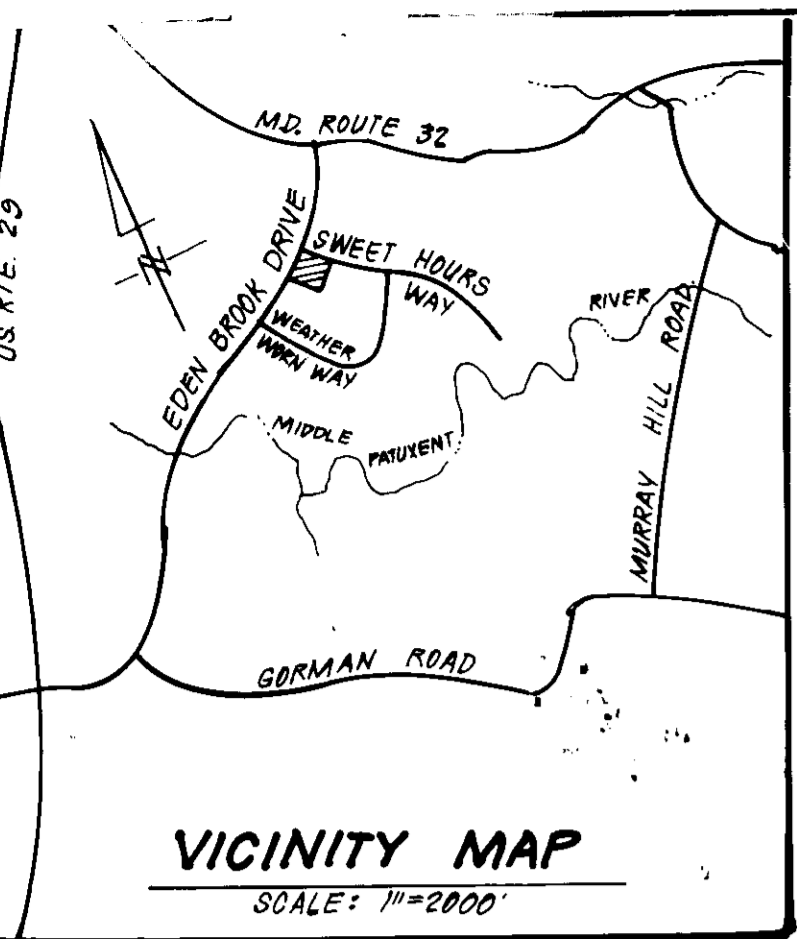 MD. ROUTE 32
U.S. RTE. 29
EDEN BROOK DRIVE
SWEET HOURS
WAY
WEATHER
WORN WAY
RIVER
MIDDLE
PATUXENT
MURRAY HILL ROAD
GORMAN ROAD
N
VICINITY MAP
SCALE: 1"=2000'